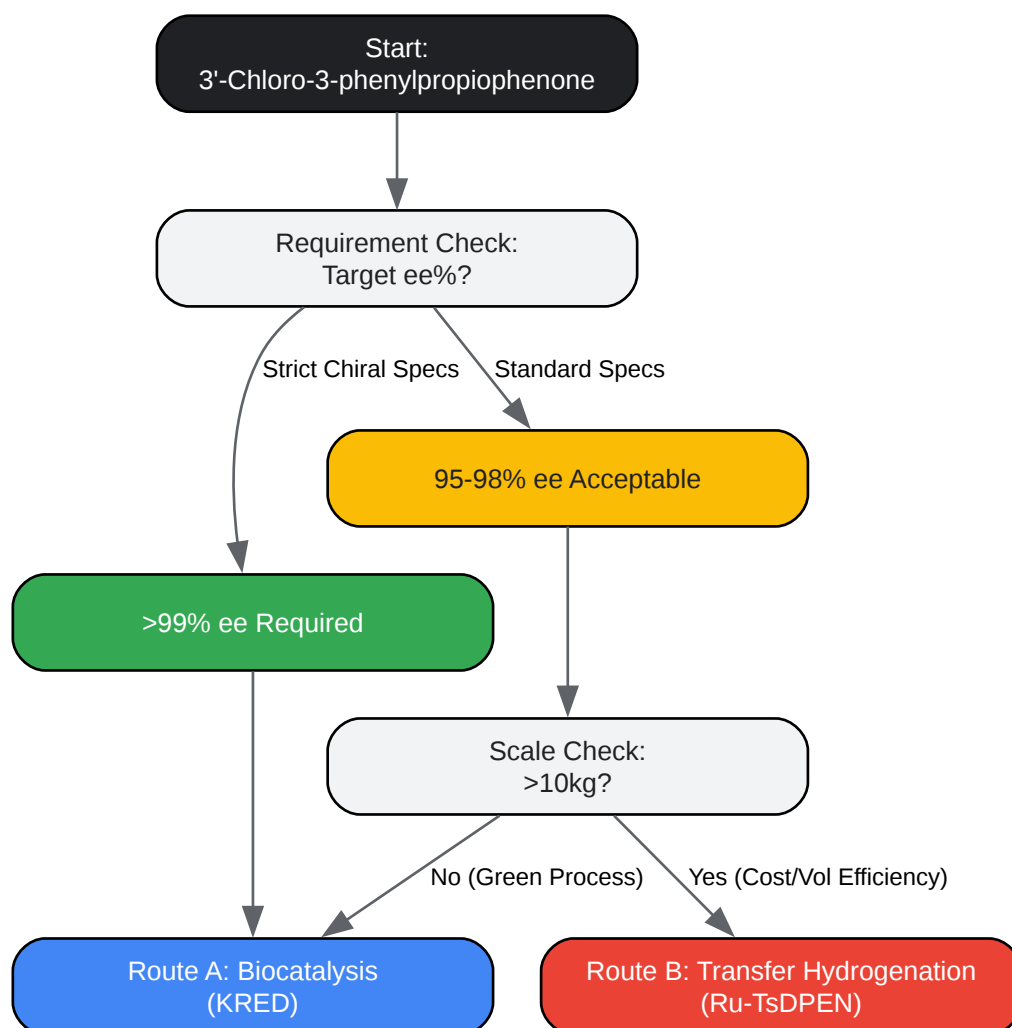 Start:
3'-Chloro-3-phenylpropiophenone
Requirement Check:
Target ee%?
Strict Chiral Specs
Standard Specs
95-98% ee Acceptable
>99% ee Required
Scale Check:
>10kg?
No (Green Process)
Yes (Cost/Vol Efficiency)
Route A: Biocatalysis
(KRED)
Route B: Transfer Hydrogenation
(Ru-TsDPEN)